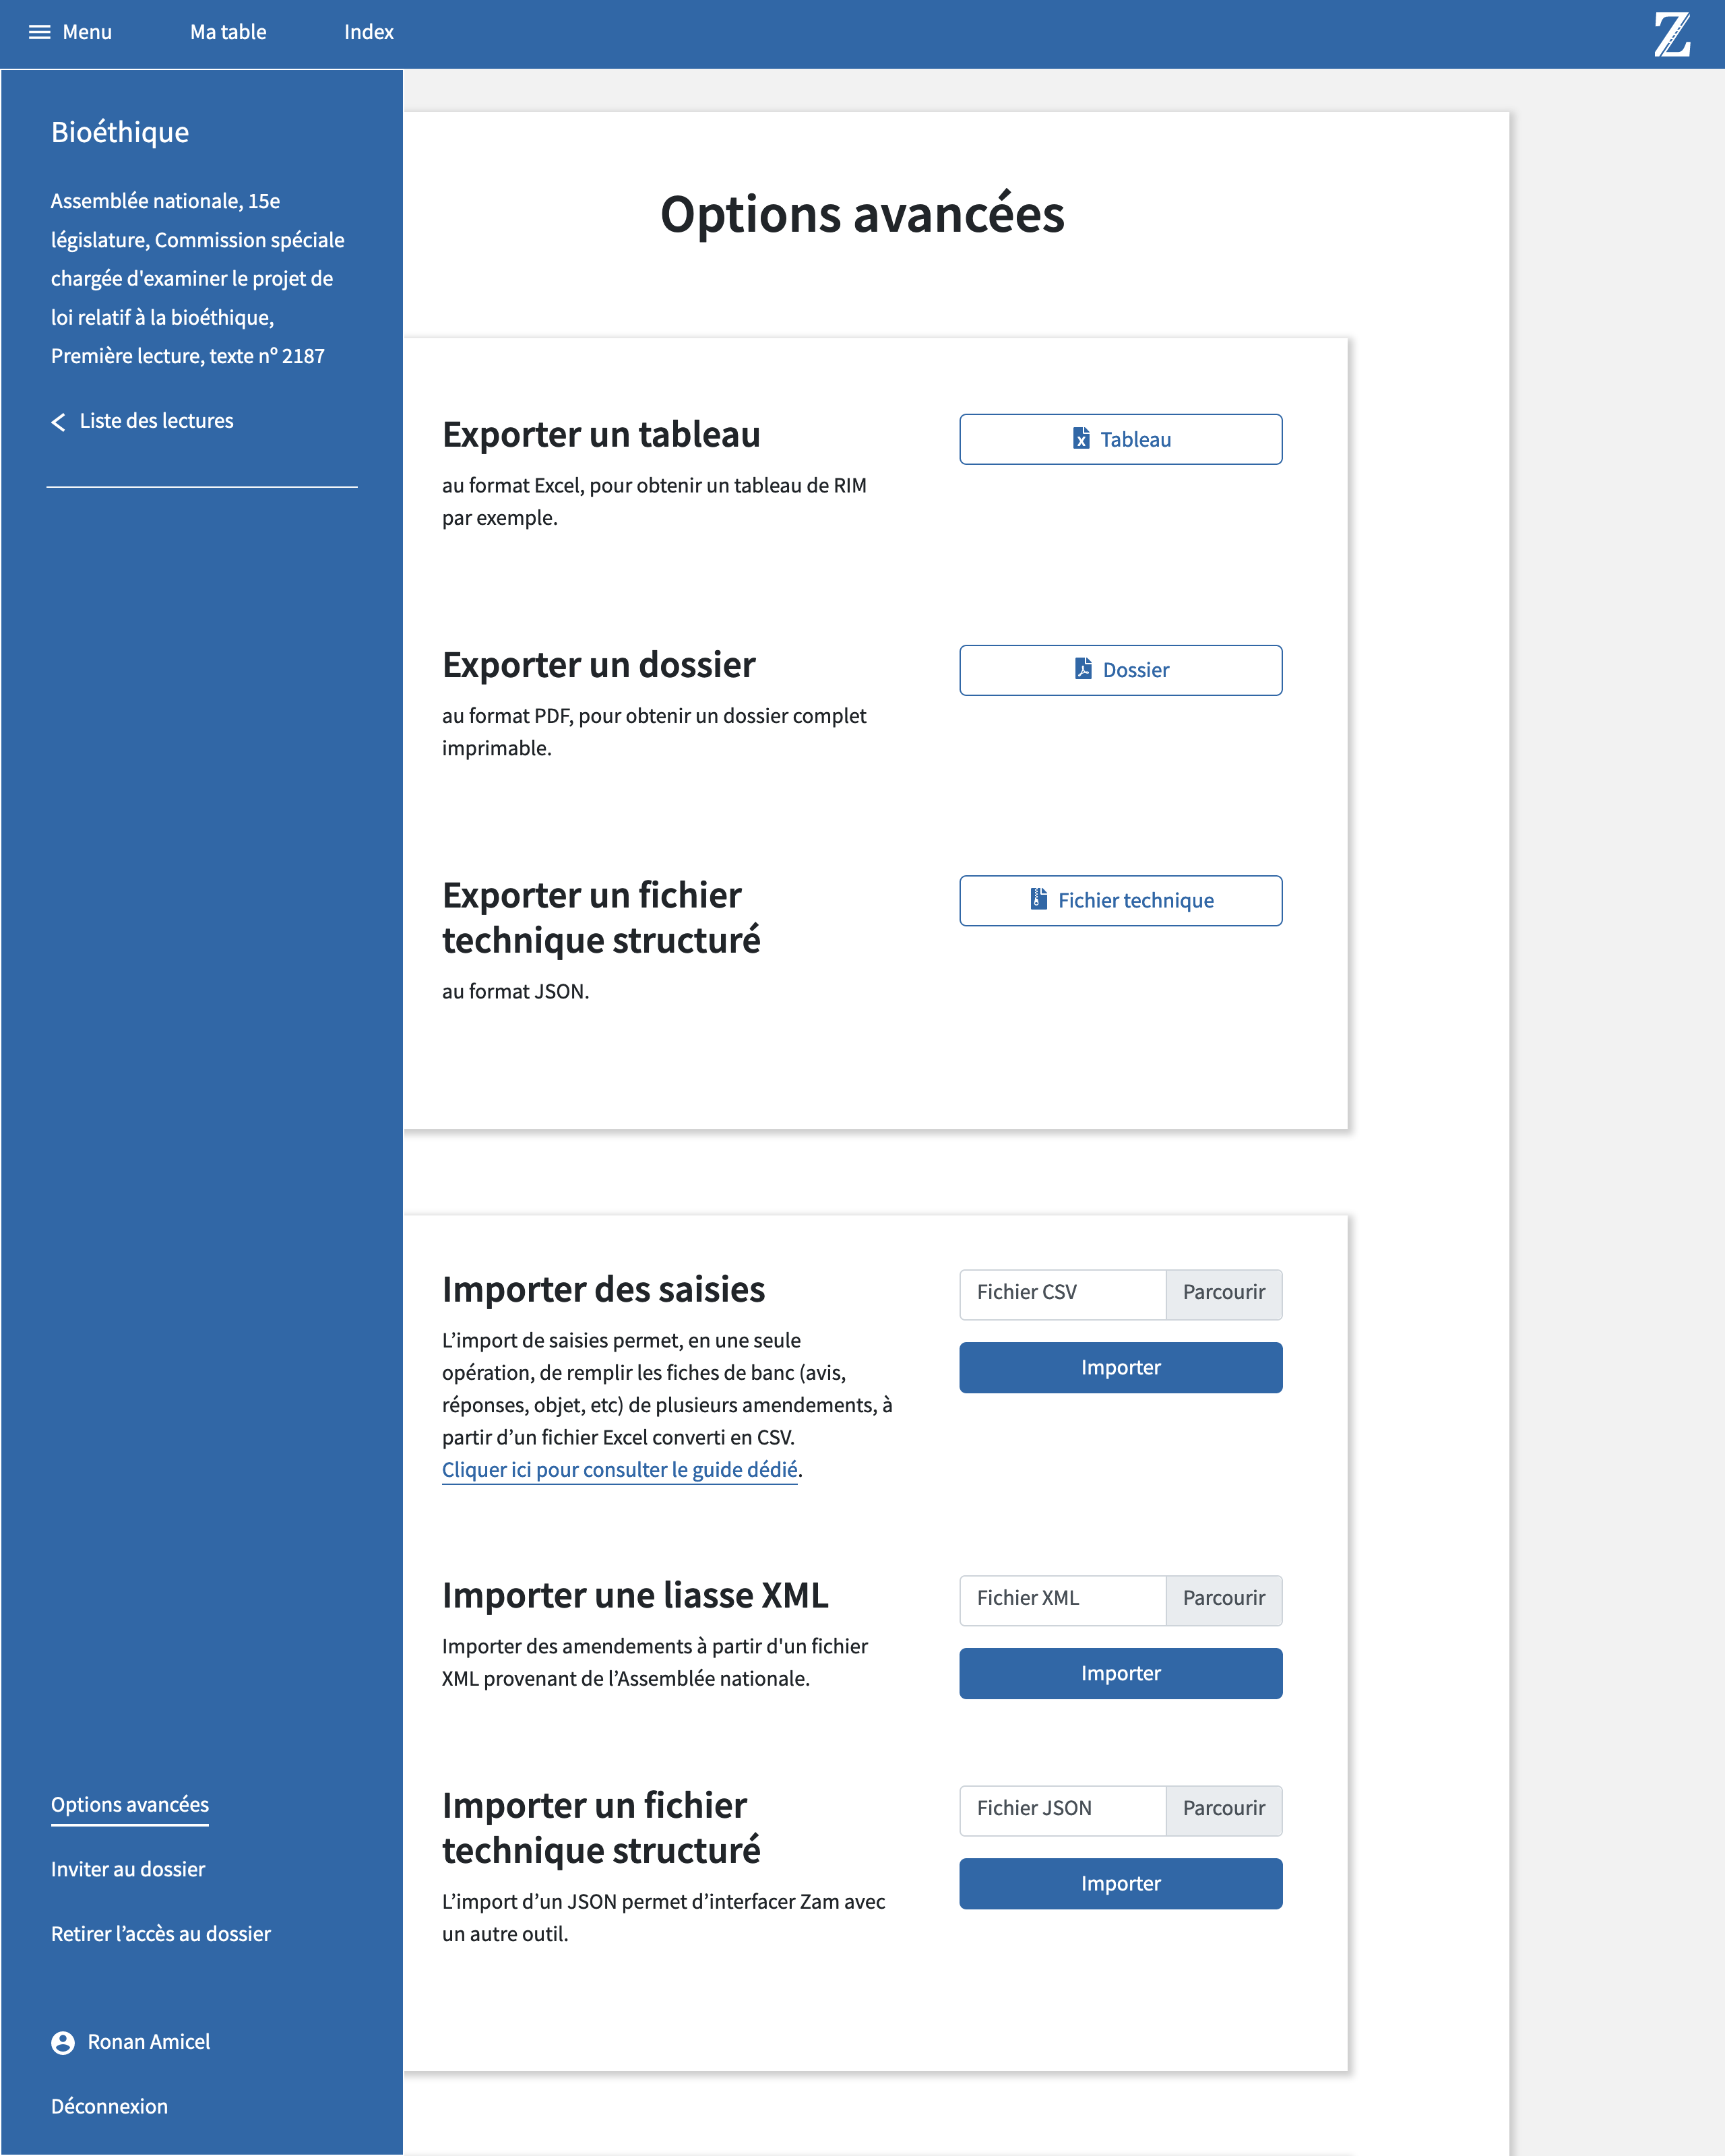 Menu
Ma table
Index
Z
Bioéthique
Assemblée nationale, 15e
législature, Commission spéciale
chargée d'examiner le projet de
loi relatif à la bioéthique,
Première lecture, texte nº 2187
Liste des lectures
Options avancées
Inviter au dossier
Retirer l’accès au dossier
Ronan Amicel
Déconnexion
Options avancées
Exporter un tableau
au format Excel, pour obtenir un tableau de RIM
par exemple.
Tableau
Exporter un dossier
au format PDF, pour obtenir un dossier complet
imprimable.
Dossier
Exporter un fichier
technique structuré
au format JSON.
Fichier technique
Importer des saisies
L’import de saisies permet, en une seule
opération, de remplir les fiches de banc (avis,
réponses, objet, etc) de plusieurs amendements, à
partir d’un fichier Excel converti en CSV.
Cliquer ici pour consulter le guide dédié.
Fichier CSV
Parcourir
Importer
Importer une liasse XML
Importer des amendements à partir d'un fichier
XML provenant de l’Assemblée nationale.
Fichier XML
Parcourir
Importer
Importer un fichier
technique structuré
L’import d’un JSON permet d’interfacer Zam avec
un autre outil.
Fichier JSON
Parcourir
Importer